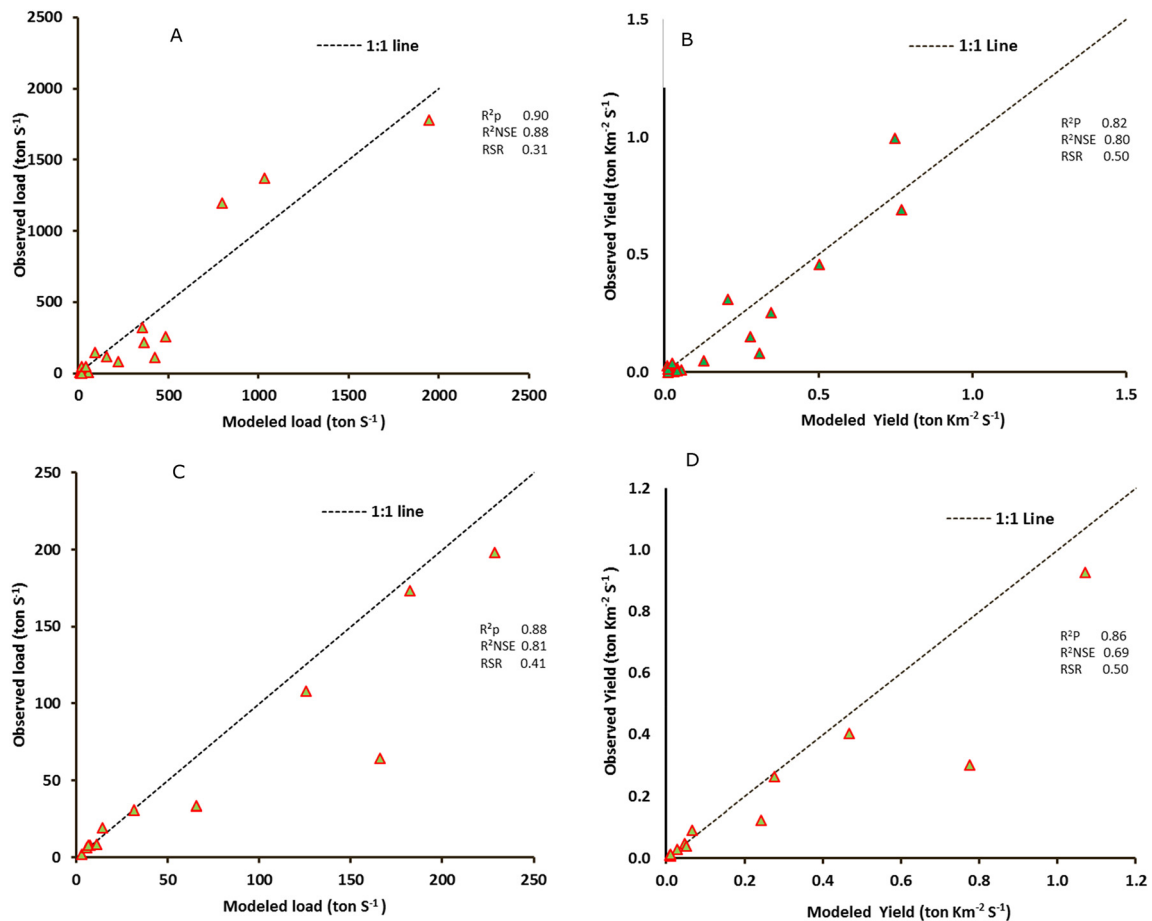 A
2500
2000
1500
1000
500
0
Observed load (ton S⁻¹)
1:1 line
R²p 0.90
R²NSE 0.88
RSR 0.31
0 500 1000 1500 2000 2500
Modeled load (ton S⁻¹)
B
1.5
1.0
0.5
0.0
Observed Yield (ton Km⁻² S⁻¹)
1:1 Line
R²P 0.82
R²NSE 0.80
RSR 0.50
0.0 0.5 1.0 1.5
Modeled Yield (ton Km⁻² S⁻¹)
C
250
200
150
100
50
0
Observed load (ton S⁻¹)
1:1 line
R²p 0.88
R²NSE 0.81
RSR 0.41
0 50 100 150 200 250
Modeled load (ton S⁻¹)
D
1.2
1.0
0.8
0.6
0.4
0.2
0.0
Observed Yield (ton Km⁻² S⁻¹)
1:1 Line
R²P 0.86
R²NSE 0.69
RSR 0.50
0.0 0.2 0.4 0.6 0.8 1.0 1.2
Modeled Yield (ton Km⁻² S⁻¹)